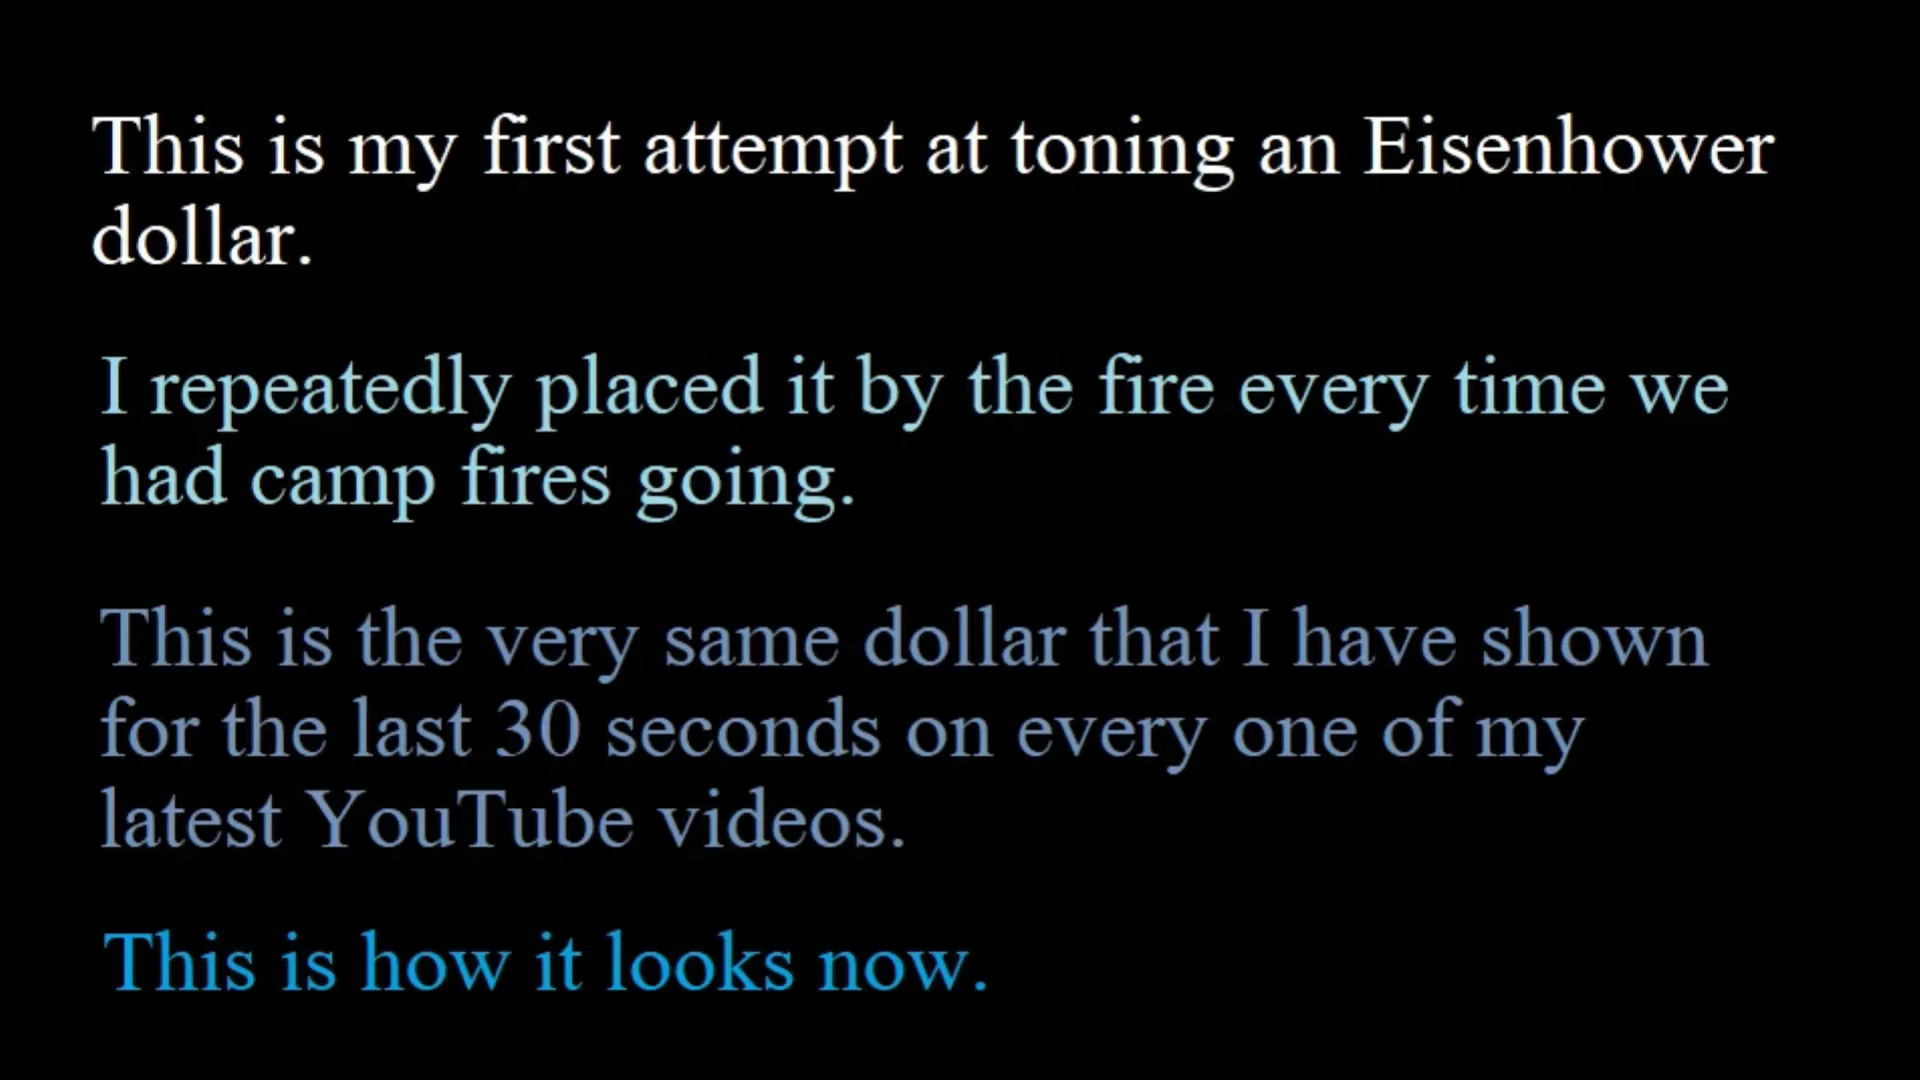 This is my first attempt at toning an Eisenhower
dollar.
I repeatedly placed it by the fire every time we
had camp fires going.
This is the very same dollar that I have shown
for the last 30 seconds on every one of my
latest YouTube videos.
This is how it looks now.